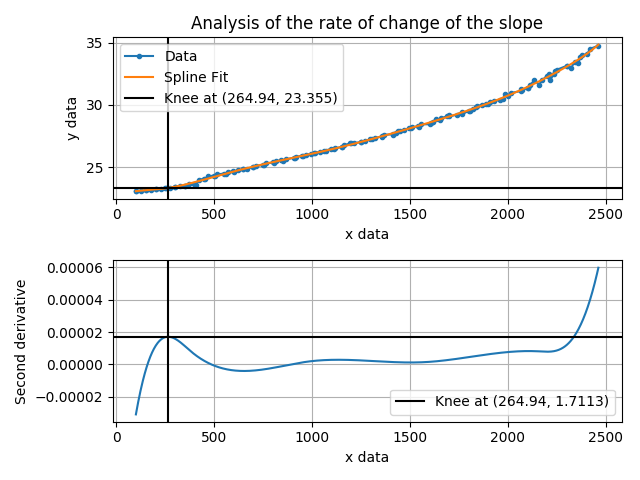 Analysis of the rate of change of the slope
35
30
25
y data
Data
Spline Fit
Knee at (264.94, 23.355)
0 500 1000 1500 2000 2500
x data
0.00006
0.00004
0.00002
0.00000
−0.00002
Second derivative
Knee at (264.94, 1.7113)
0 500 1000 1500 2000 2500
x data